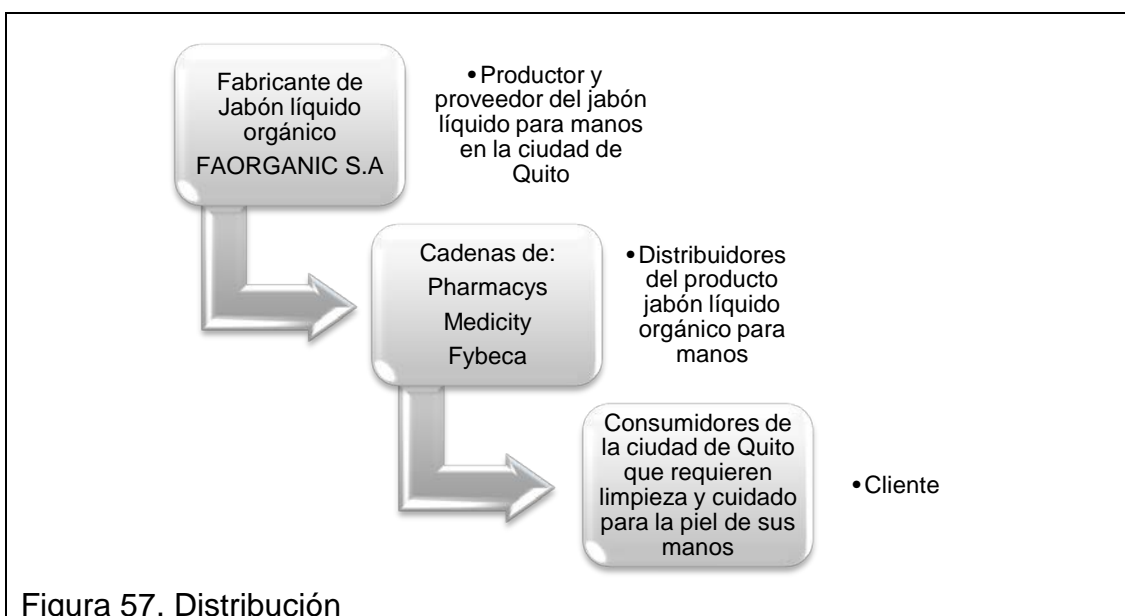 Fabricante de
Jabón líquido
orgánico
FAORGANIC S.A
•Productor y
proveedor del jabón
líquido para manos
en la ciudad de
Quito
Cadenas de:
Pharmacys
Medicity
Fybeca
•Distribuidores
del producto
jabón líquido
orgánico para
manos
Consumidores de
la ciudad de Quito
que requieren
limpieza y cuidado
para la piel de sus
manos
•Cliente
Figura 57. Distribución